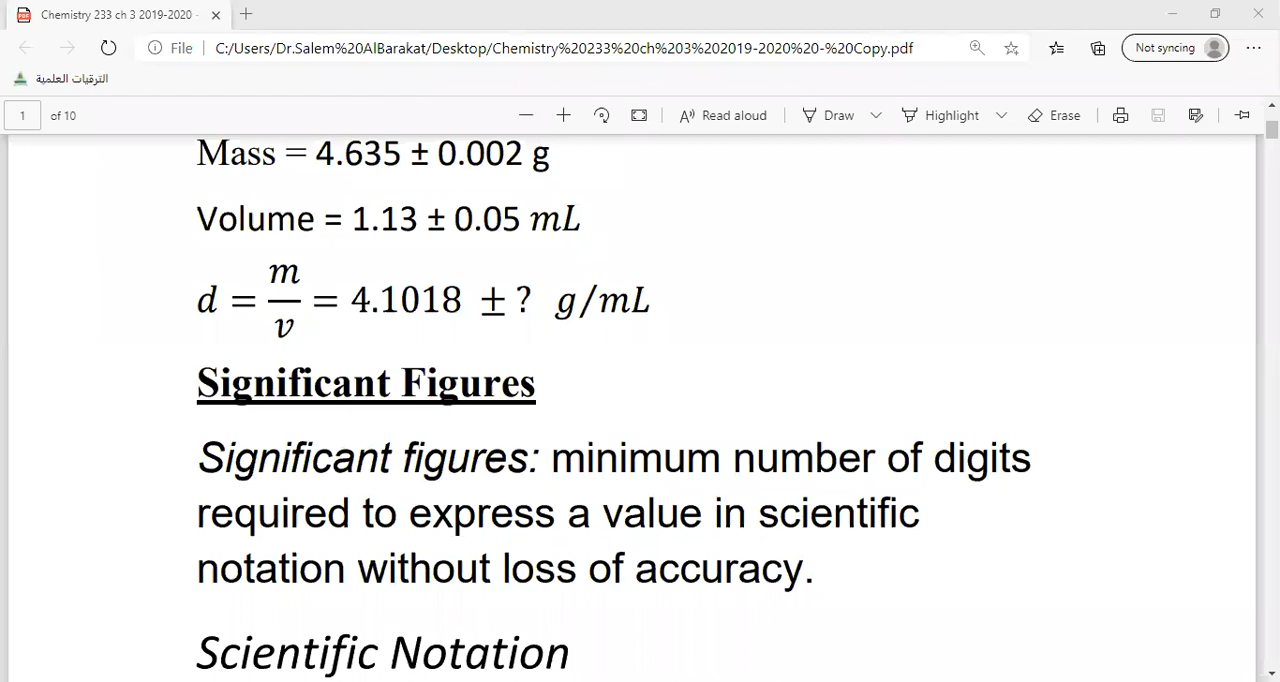 Chemistry 233 ch 3 2019-2020 -
File C:/Users/Dr.Salem%20AlBarakat/Desktop/Chemistry%20233%20ch%203%202019-2020%20-%20Copy.pdf Not syncing
الترقيات العلمية
1 of 10 Read aloud Draw Highlight Erase
Mass = 4.635 ± 0.002 g
Volume = 1.13 ± 0.05 mL
d = m/v = 4.1018 ± ? g/mL
Significant Figures
Significant figures: minimum number of digits
required to express a value in scientific
notation without loss of accuracy.
Scientific Notation